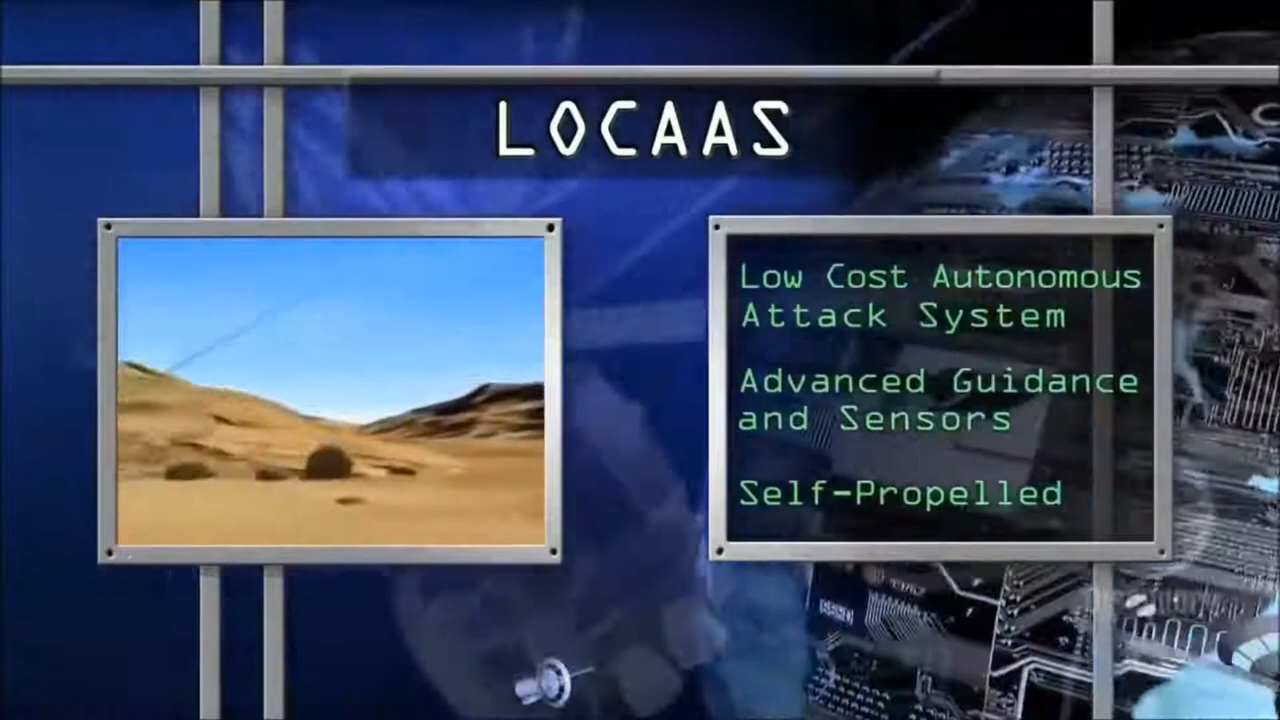 LOCAAS
Low Cost Autonomous
Attack System
Advanced Guidance
and Sensors
Self-Propelled